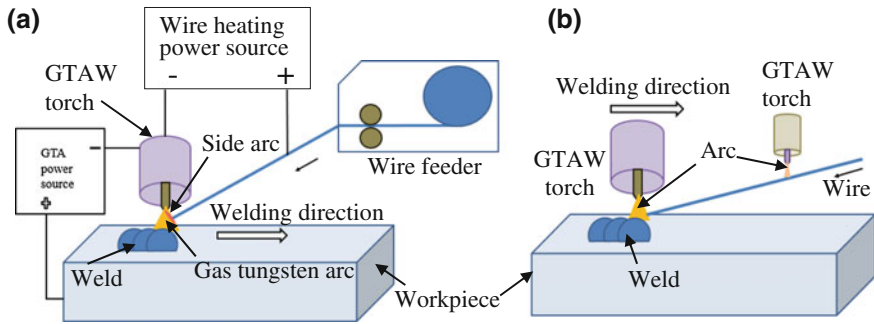 (a)
Wire heating
power source
-
+
GTAW
torch
Side arc
Wire feeder
GTA
power
source
Welding direction
Weld
Gas tungsten arc
Workpiece
(b)
GTAW
torch
Welding direction
GTAW
torch
Arc
Wire
Weld